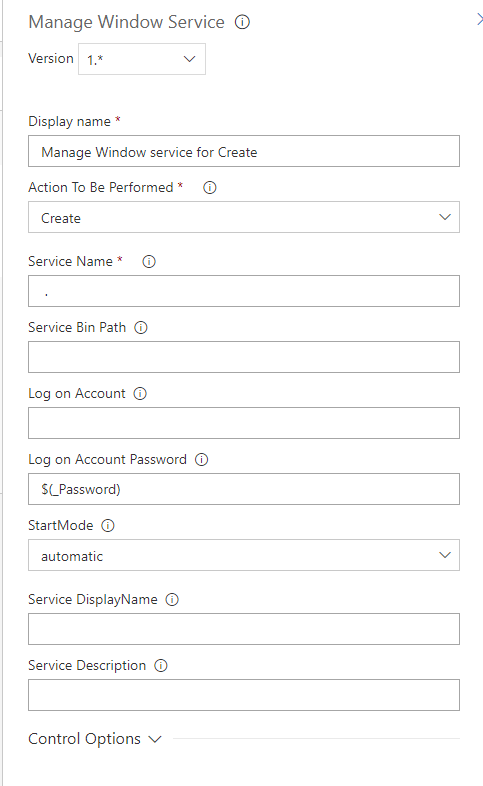 Manage Window Service
Version 1.*
Display name *
Manage Window service for Create
Action To Be Performed *
Create
Service Name *
.
Service Bin Path
Log on Account
Log on Account Password
$(_Password)
StartMode
automatic
Service DisplayName
Service Description
Control Options